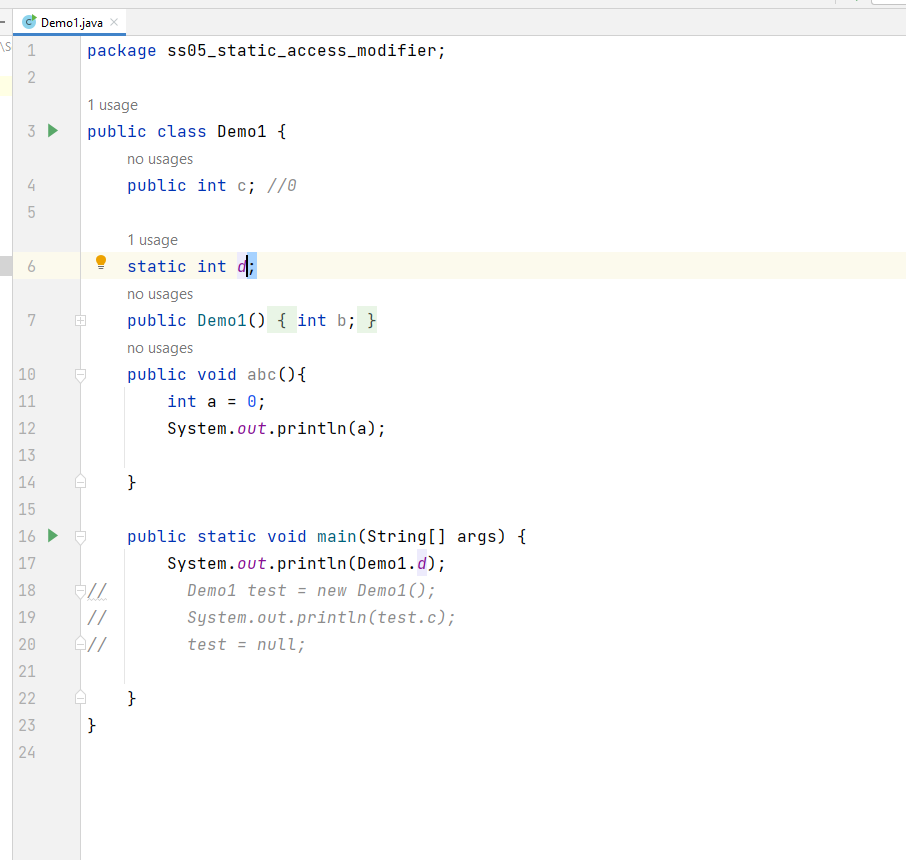 Demo1.java
\S
1 package ss05_static_access_modifier;
2
1 usage
3 public class Demo1 {
no usages
4 public int c; //0
5
1 usage
6 static int d;
no usages
7 public Demo1() { int b; }
no usages
10 public void abc(){
11 int a = 0;
12 System.out.println(a);
13
14 }
15
16 public static void main(String[] args) {
17 System.out.println(Demo1.d);
18 // Demo1 test = new Demo1();
19 // System.out.println(test.c);
20 // test = null;
21
22 }
23 }
24